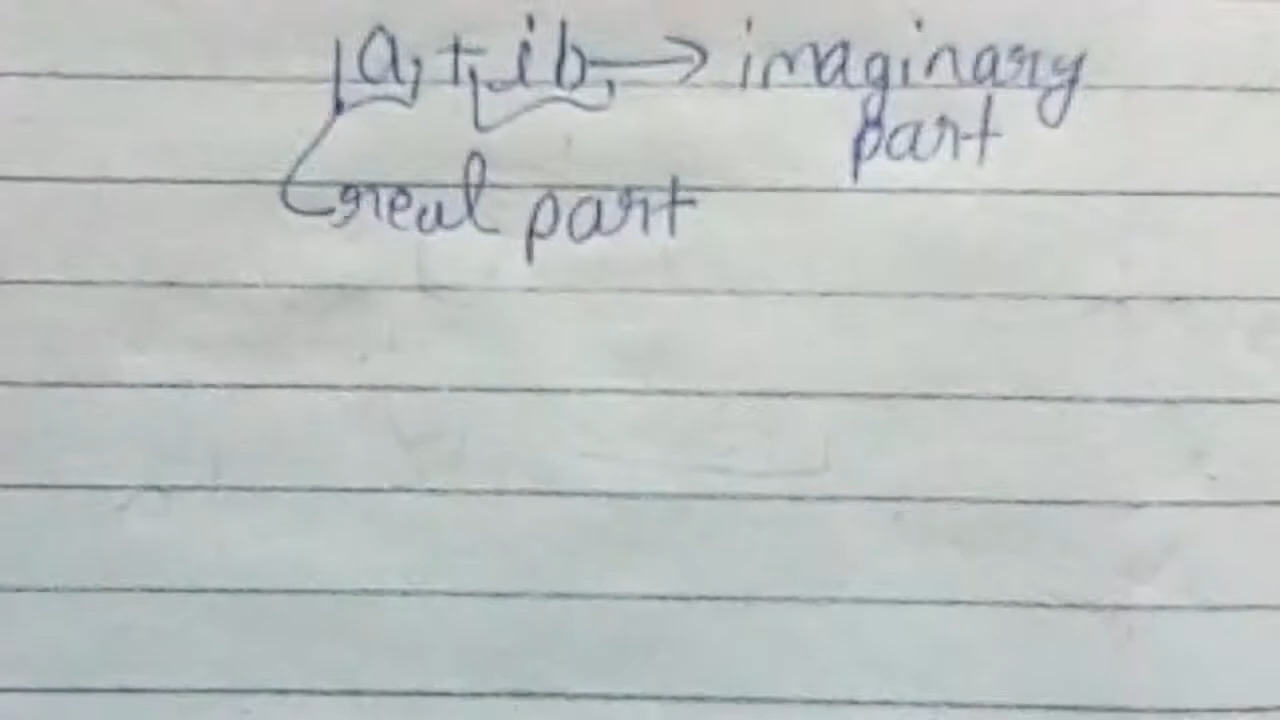 a + ib → imaginary
part
real part